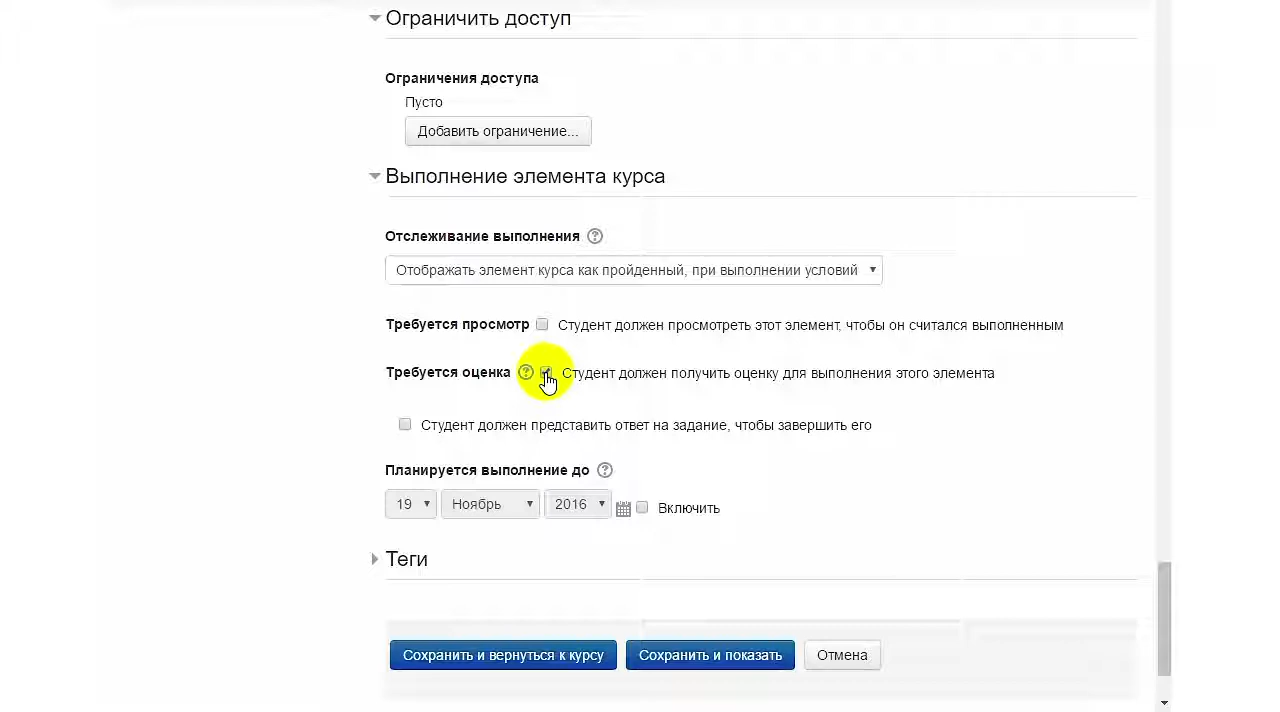 Ограничить доступ
Ограничения доступа
Пусто
Добавить ограничение...
Выполнение элемента курса
Отслеживание выполнения
Отображать элемент курса как пройденный, при выполнении условий
Требуется просмотр Студент должен просмотреть этот элемент, чтобы он считался выполненным
Требуется оценка Студент должен получить оценку для выполнения этого элемента
Студент должен представить ответ на задание, чтобы завершить его
Планируется выполнение до
19 Ноябрь 2016 Включить
Теги
Сохранить и вернуться к курсу Сохранить и показать Отмена